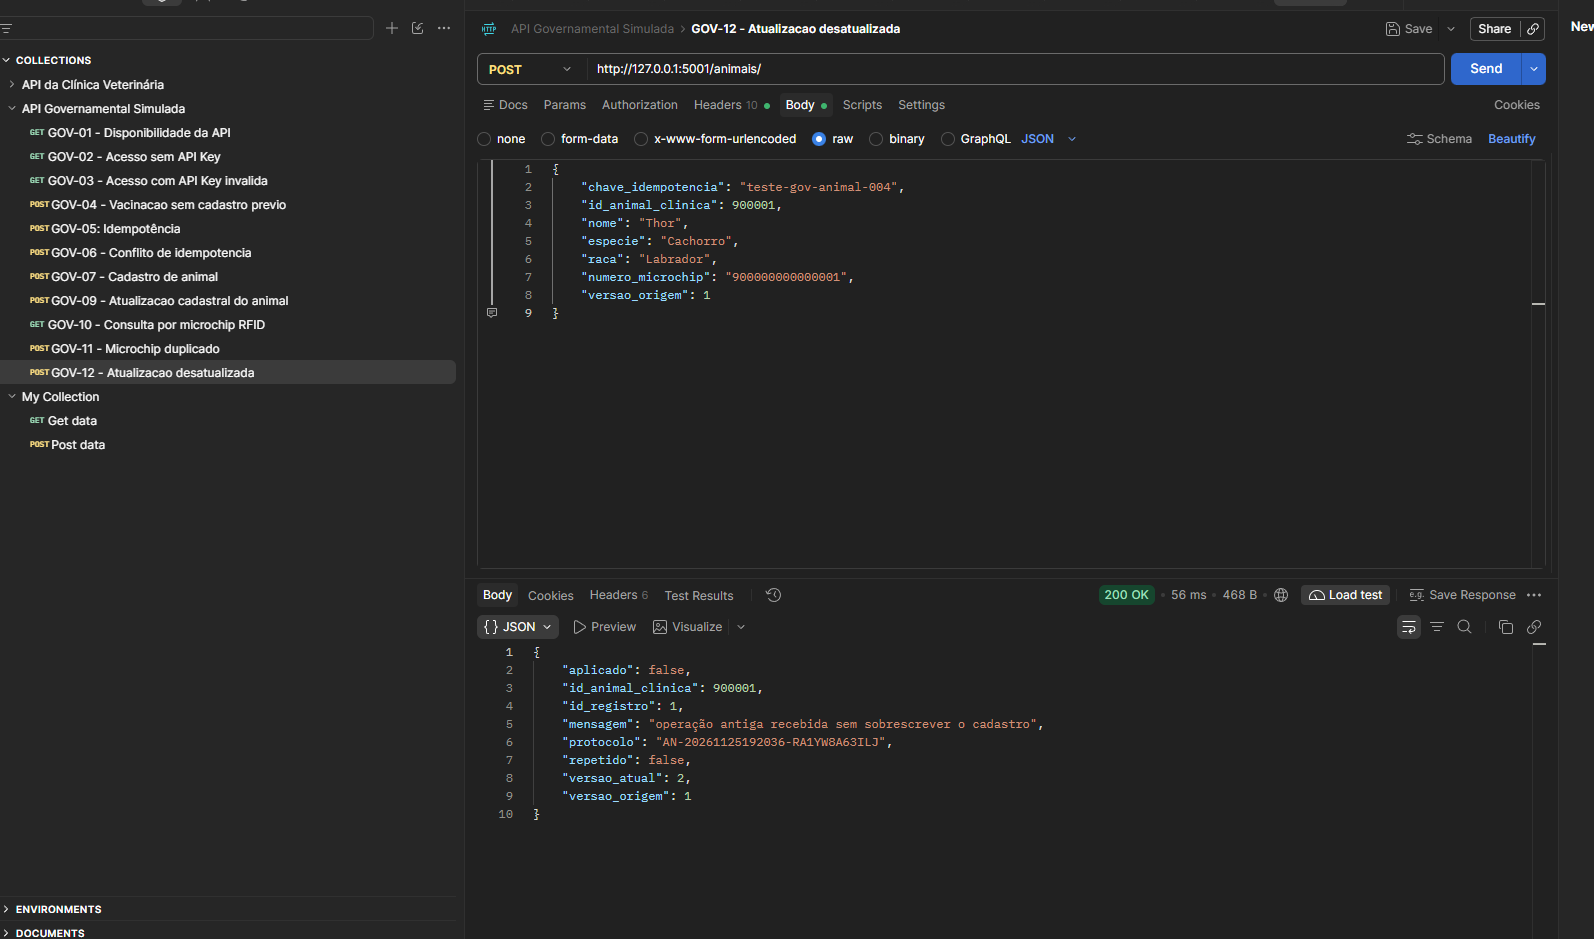 COLLECTIONS
API da Clínica Veterinária
API Governamental Simulada
GET GOV-01 - Disponibilidade da API
GET GOV-02 - Acesso sem API Key
GET GOV-03 - Acesso com API Key invalida
POST GOV-04 - Vacinacao sem cadastro previo
POST GOV-05: Idempotência
POST GOV-06 - Conflito de idempotencia
POST GOV-07 - Cadastro de animal
POST GOV-09 - Atualizacao cadastral do animal
GET GOV-10 - Consulta por microchip RFID
POST GOV-11 - Microchip duplicado
POST GOV-12 - Atualizacao desatualizada
My Collection
GET Get data
POST Post data
ENVIRONMENTS
DOCUMENTS
HTTP API Governamental Simulada > GOV-12 - Atualizacao desatualizada Save Share
POST http://127.0.0.1:5001/animais/ Send
Docs Params Authorization Headers 10 Body Scripts Settings Cookies
none form-data x-www-form-urlencoded raw binary GraphQL JSON Schema Beautify
1 {
2 "chave_idempotencia": "teste-gov-animal-004",
3 "id_animal_clinica": 900001,
4 "nome": "Thor",
5 "especie": "Cachorro",
6 "raca": "Labrador",
7 "numero_microchip": "900000000000001",
8 "versao_origem": 1
9 }
Body Cookies Headers 6 Test Results 200 OK • 56 ms • 468 B • Load test e.g. Save Response
{} JSON Preview Visualize
1 {
2 "aplicado": false,
3 "id_animal_clinica": 900001,
4 "id_registro": 1,
5 "mensagem": "operação antiga recebida sem sobrescrever o cadastro",
6 "protocolo": "AN-20261125192036-RA1YW8A63ILJ",
7 "repetido": false,
8 "versao_atual": 2,
9 "versao_origem": 1
10 }